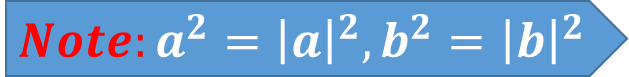 Note: a² = |a|², b² = |b|²